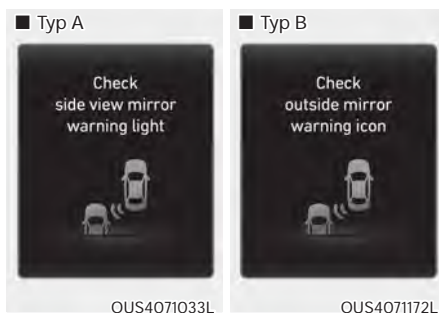 ■ Typ A
Check
side view mirror
warning light
OUS4071033L
■ Typ B
Check
outside mirror
warning icon
OUS4071172L